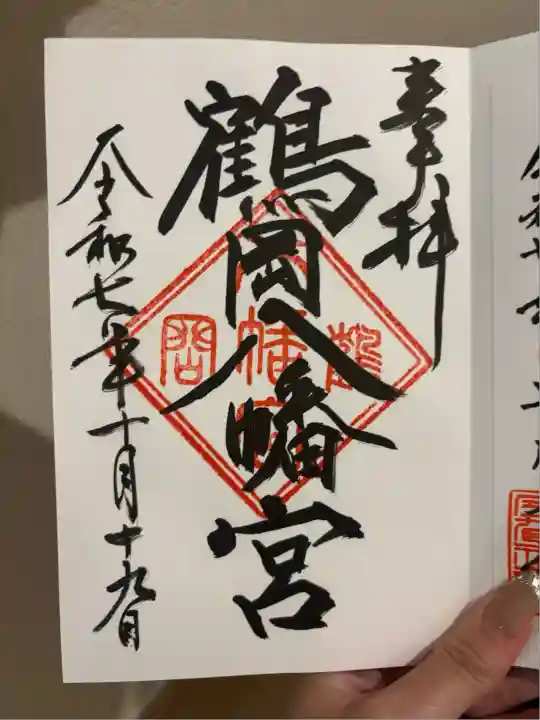 奉拝
鶴岡八幡宮
令和七年十月十九日